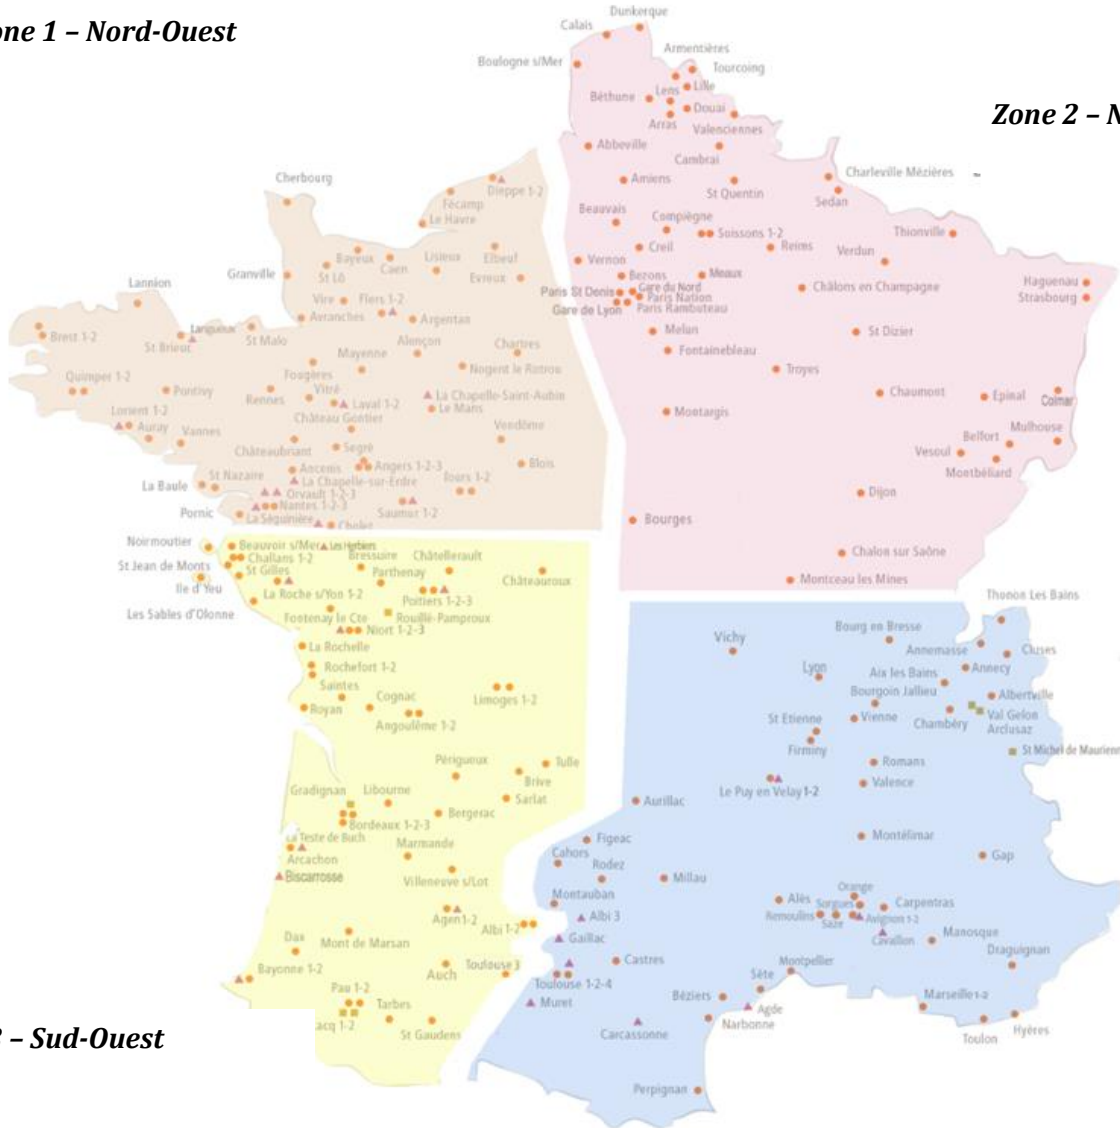 one 1 – Nord-Ouest
Zone 2 – N
Dunkerque
Calais
Armentières
Boulogne s/Mer
Tourcoing
Lens
Lille
Béthune
Douai
Arras
Valenciennes
Abbeville
Cambrai
Charleville Mézières
Amiens
St Quentin
Sedan
Beauvais
Compiègne
Soissons 1-2
Thionville
Creil
Reims
Verdun
Vernon
Bezons
Meaux
Haguenau
Paris St Denis
Gare du Nord
Châlons en Champagne
Strasbourg
Paris Nation
Gare de Lyon
Paris Rambuteau
Melun
St Dizier
Fontainebleau
Troyes
Chaumont
Epinal
Colmar
Montargis
Mulhouse
Belfort
Vesoul
Montbéliard
Dijon
Bourges
Chalon sur Saône
Montceau les Mines
Cherbourg
Dieppe 1-2
Fécamp
Le Havre
Bayeux
Caen
Lisieux
Elbeuf
Granville
St Lô
Evreux
Lannion
Vire
Flers 1-2
Langueux
Avranches
Argentan
Brest 1-2
St Brieuc
St Malo
Alençon
Chartres
Mayenne
Fougères
Nogent le Rotrou
Quimper 1-2
Pontivy
Rennes
Vitré
Laval 1-2
La Chapelle-Saint-Aubin
Le Mans
Lorient 1-2
Château Gontier
Auray
Vannes
Châteaubriant
Segré
Vendôme
Ancenis
Angers 1-2-3
Blois
La Baule
St Nazaire
La Chapelle-sur-Erdre
Tours 1-2
Orvault 1-2-3
Nantes 1-2-3
Saumur 1-2
Pornic
La Séguinière
Cholet
Noirmoutier
Beauvoir s/Mer
Les Herbiers
Challans 1-2
Bressuire
Châtellerault
St Jean de Monts
St Gilles
Parthenay
Châteauroux
Ile d'Yeu
La Roche s/Yon 1-2
Poitiers 1-2-3
Les Sables d'Olonne
Fontenay le Cte
Rouillé-Pamproux
Niort 1-2-3
La Rochelle
Rochefort 1-2
Saintes
Cognac
Limoges 1-2
Royan
Angoulême 1-2
Périgueux
Tulle
Brive
Gradignan
Libourne
Sarlat
Bordeaux 1-2-3
Bergerac
La Teste de Buch
Marmande
Arcachon
Biscarrosse
Villeneuve s/Lot
Agen1-2
Albi 1-2
Dax
Mont de Marsan
Bayonne 1-2
Auch
Toulouse 3
Pau 1-2
Tarbes
acq 1-2
St Gaudens
– Sud-Ouest
Thonon Les Bains
Vichy
Bourg en Bresse
Annemasse
Cluses
Lyon
Aix les Bains
Annecy
Bourgoin Jallieu
Albertville
St Etienne
Vienne
Chambéry
Val Gelon
Arclusaz
Firminy
St Michel de Maurienn
Romans
Le Puy en Velay 1-2
Valence
Aurillac
Montélimar
Figeac
Cahors
Rodez
Gap
Millau
Montauban
Alès
Orange
Sorgues
Carpentras
Albi 3
Remoulins
Saze
Avignon 1-2
Gaillac
Cavaillon
Manosque
Castres
Draguignan
Montpellier
Toulouse 1-2-4
Sète
Muret
Béziers
Agde
Marseille1-2
Carcassonne
Narbonne
Toulon
Hyères
Perpignan